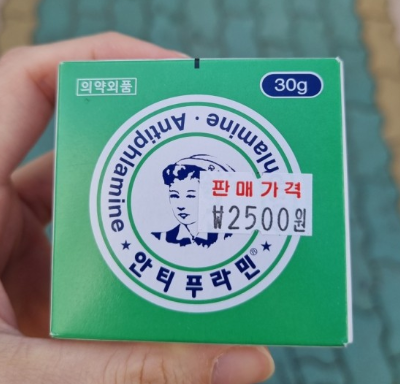 의약외품
30g
Antiphlamine · Antiphlamine
판매가격
₩2500원
★ 안티푸라민® ★